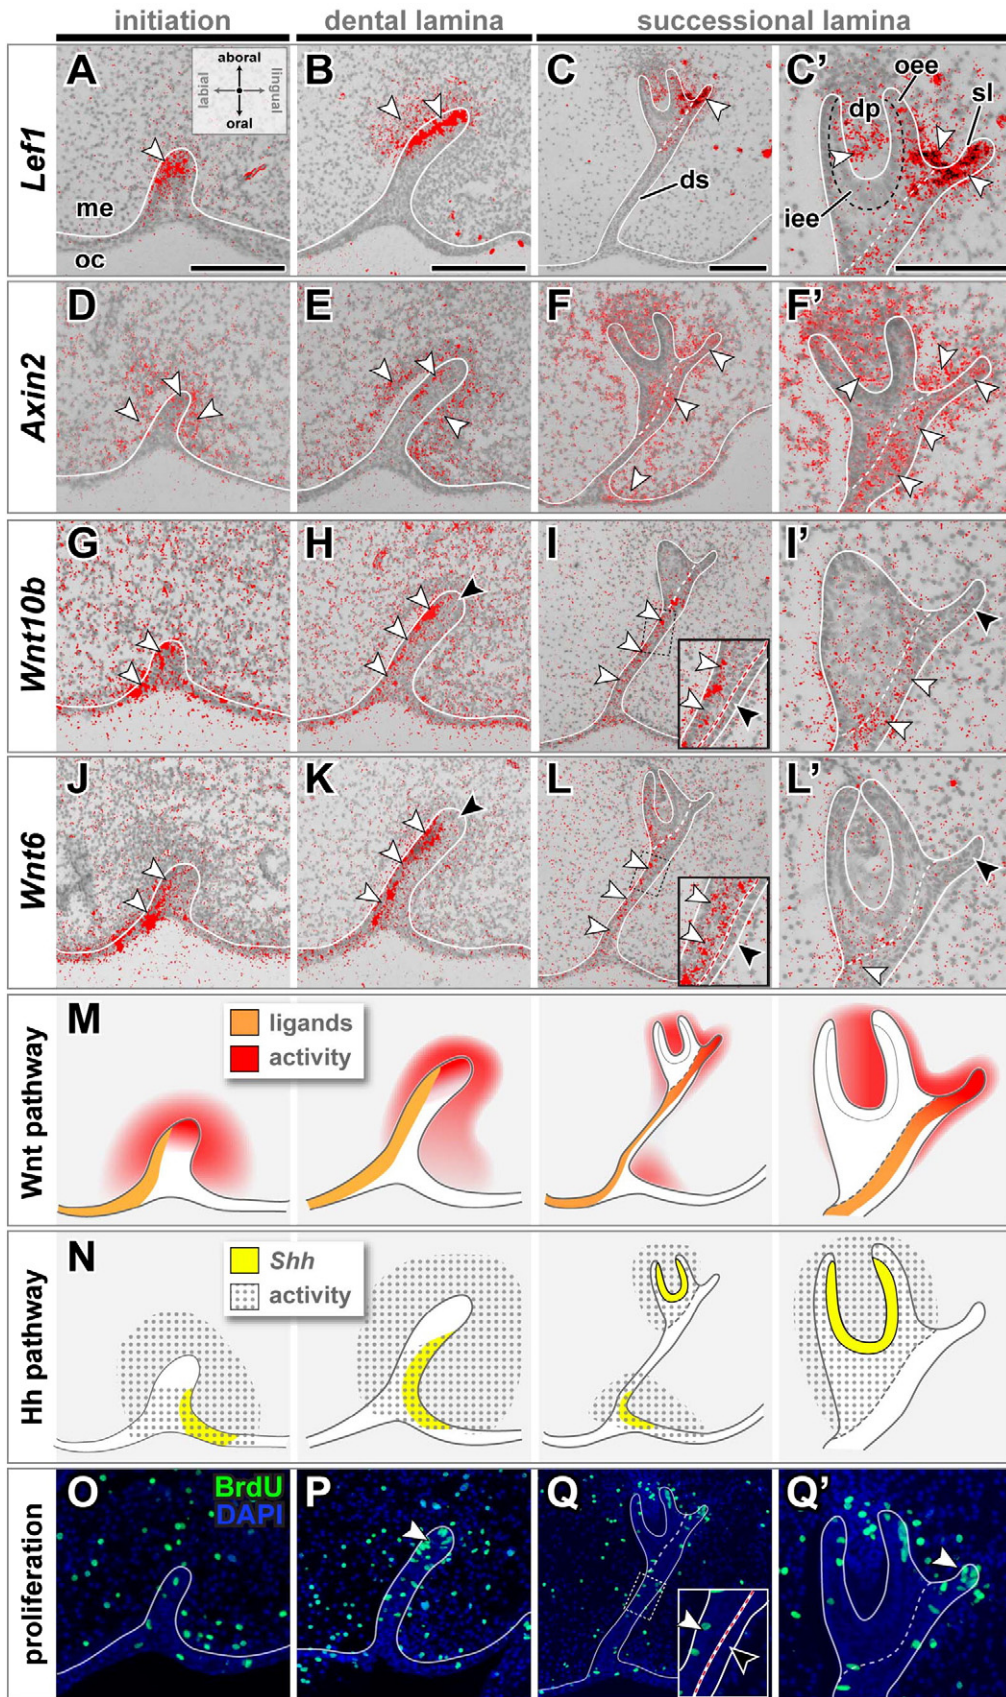 initiation
dental lamina
successional lamina
Lef1
A
aboral
labial
lingual
oral
me
oc
B
C
ds
C’
oee
dp
sl
iee
Axin2
D
E
F
F’
Wnt10b
G
H
I
I’
Wnt6
J
K
L
L’
Wnt pathway
M
ligands
activity
Hh pathway
N
Shh
activity
proliferation
O
BrdU
DAPI
P
Q
Q’